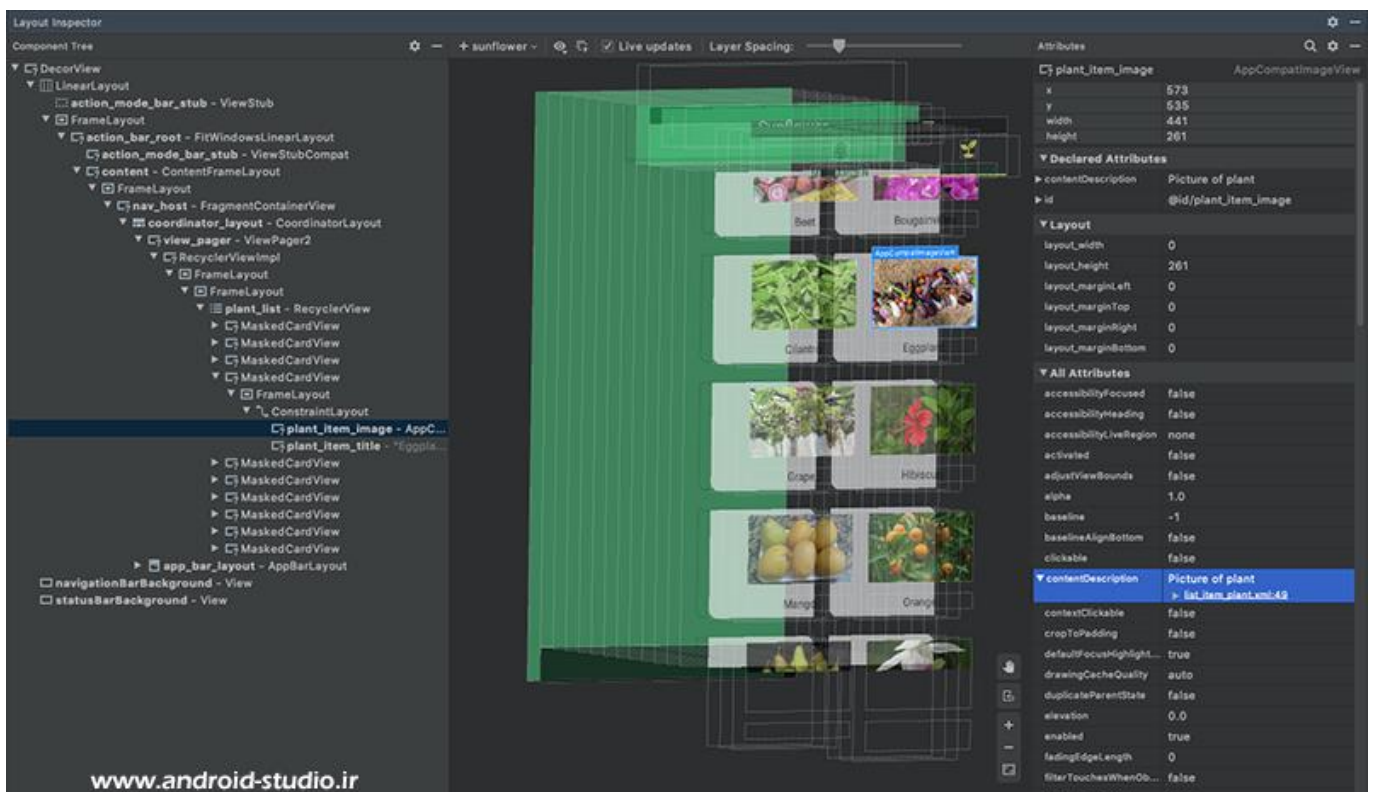 Layout Inspector
Component Tree
DecorView
LinearLayout
action_mode_bar_stub - ViewStub
FrameLayout
action_bar_root - FitWindowsLinearLayout
action_mode_bar_stub - ViewStubCompat
content - ContentFrameLayout
FrameLayout
nav_host - FragmentContainerView
coordinator_layout - CoordinatorLayout
view_pager - ViewPager2
RecyclerViewImpl
FrameLayout
FrameLayout
plant_list - RecyclerView
MaskedCardView
MaskedCardView
MaskedCardView
MaskedCardView
FrameLayout
ConstraintLayout
plant_item_image - AppC...
plant_item_title - "Eggpla...
MaskedCardView
MaskedCardView
MaskedCardView
MaskedCardView
MaskedCardView
MaskedCardView
app_bar_layout - AppBarLayout
navigationBarBackground - View
statusBarBackground - View
www.android-studio.ir
sunflower
Live updates
Layer Spacing:
Beet
AppCompatImageView
Eggplan
Grape
Hibiscu
Mango
Orange
Attributes
plant_item_image AppCompatImageView
x 573
y 535
width 441
height 261
Declared Attributes
contentDescription Picture of plant
id @id/plant_item_image
Layout
layout_width 0
layout_height 261
layout_marginLeft 0
layout_marginTop 0
layout_marginRight 0
layout_marginBottom 0
All Attributes
accessibilityFocused false
accessibilityHeading false
accessibilityLiveRegion none
activated false
adjustViewBounds false
alpha 1.0
baseline -1
baselineAlignBottom false
clickable false
contentDescription Picture of plant
list_item_plant.xml:49
contextClickable false
cropToPadding false
defaultFocusHighlight... true
drawingCacheQuality auto
duplicateParentState false
elevation 0.0
enabled true
fadingEdgeLength 0
filterTouchesWhenOb... false